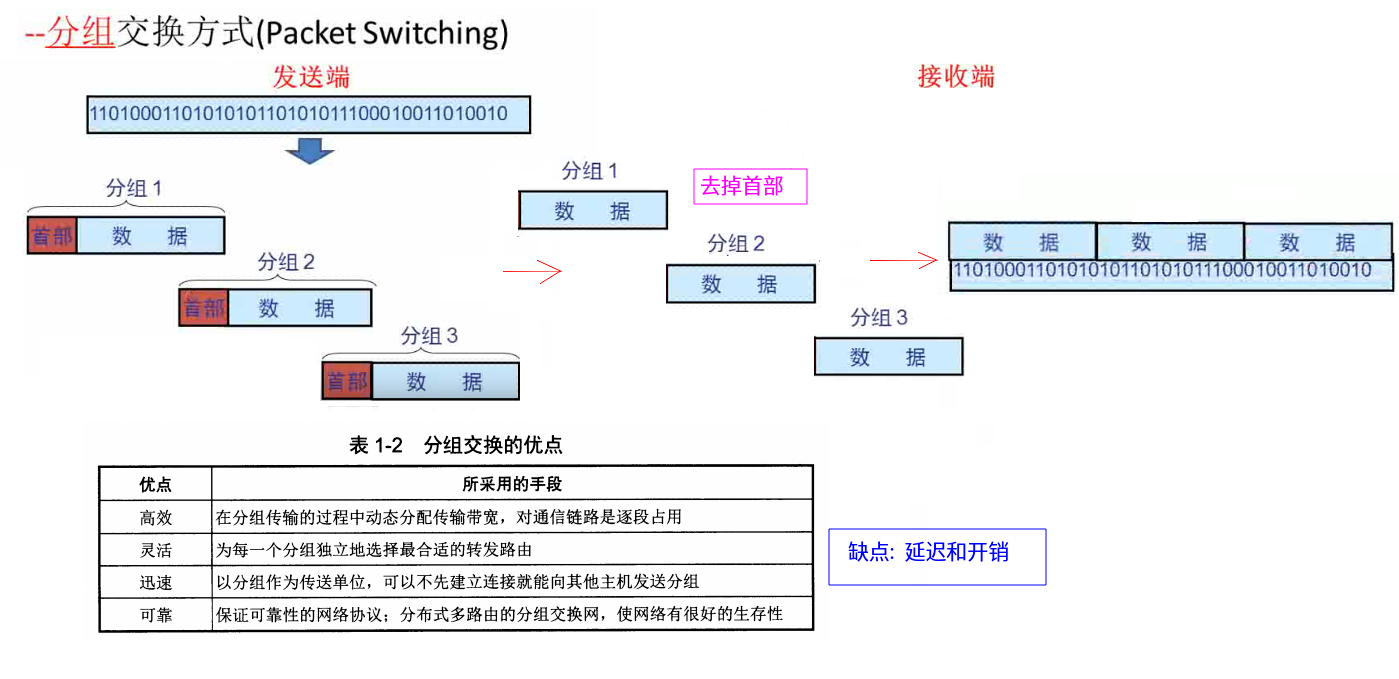 --分组交换方式(Packet Switching)
发送端
接收端
1101000110101010110101011100010011010010
分组 1
首部 数 据
分组 2
首部 数 据
分组 3
首部 数 据
分组 1
数 据
去掉首部
分组 2
数 据
分组 3
数 据
数 据 数 据 数 据
1101000110101010110101011100010011010010
表 1-2 分组交换的优点
优点 所采用的手段
高效 在分组传输的过程中动态分配传输带宽，对通信链路是逐段占用
灵活 为每一个分组独立地选择最合适的转发路由
迅速 以分组作为传送单位，可以不先建立连接就能向其他主机发送分组
可靠 保证可靠性的网络协议；分布式多路由的分组交换网，使网络有很好的生存性
缺点: 延迟和开销